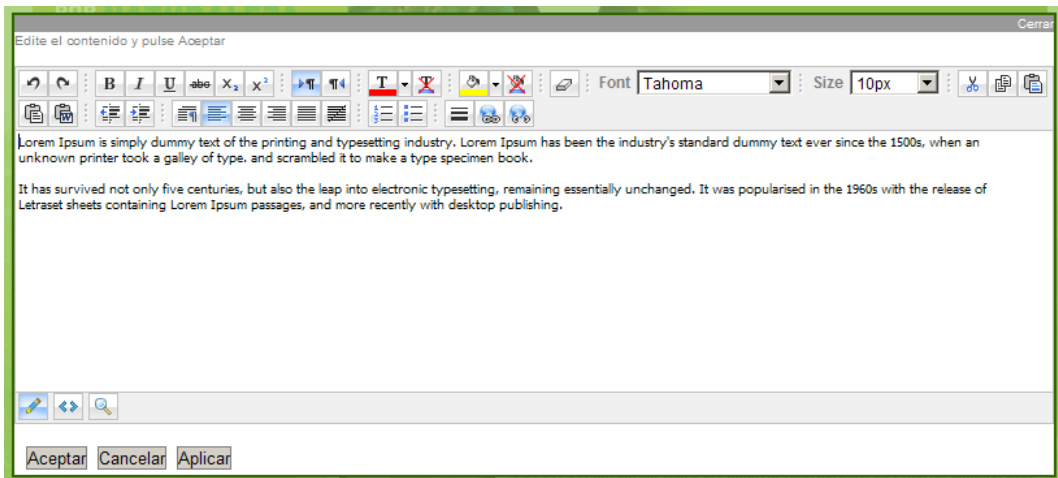 Cerrar
Edite el contenido y pulse Aceptar
B I U abc X₂ x² T T Font Tahoma Size 10px
Lorem Ipsum is simply dummy text of the printing and typesetting industry. Lorem Ipsum has been the industry's standard dummy text ever since the 1500s, when an
unknown printer took a galley of type. and scrambled it to make a type specimen book.
It has survived not only five centuries, but also the leap into electronic typesetting, remaining essentially unchanged. It was popularised in the 1960s with the release of
Letraset sheets containing Lorem Ipsum passages, and more recently with desktop publishing.
Aceptar Cancelar Aplicar